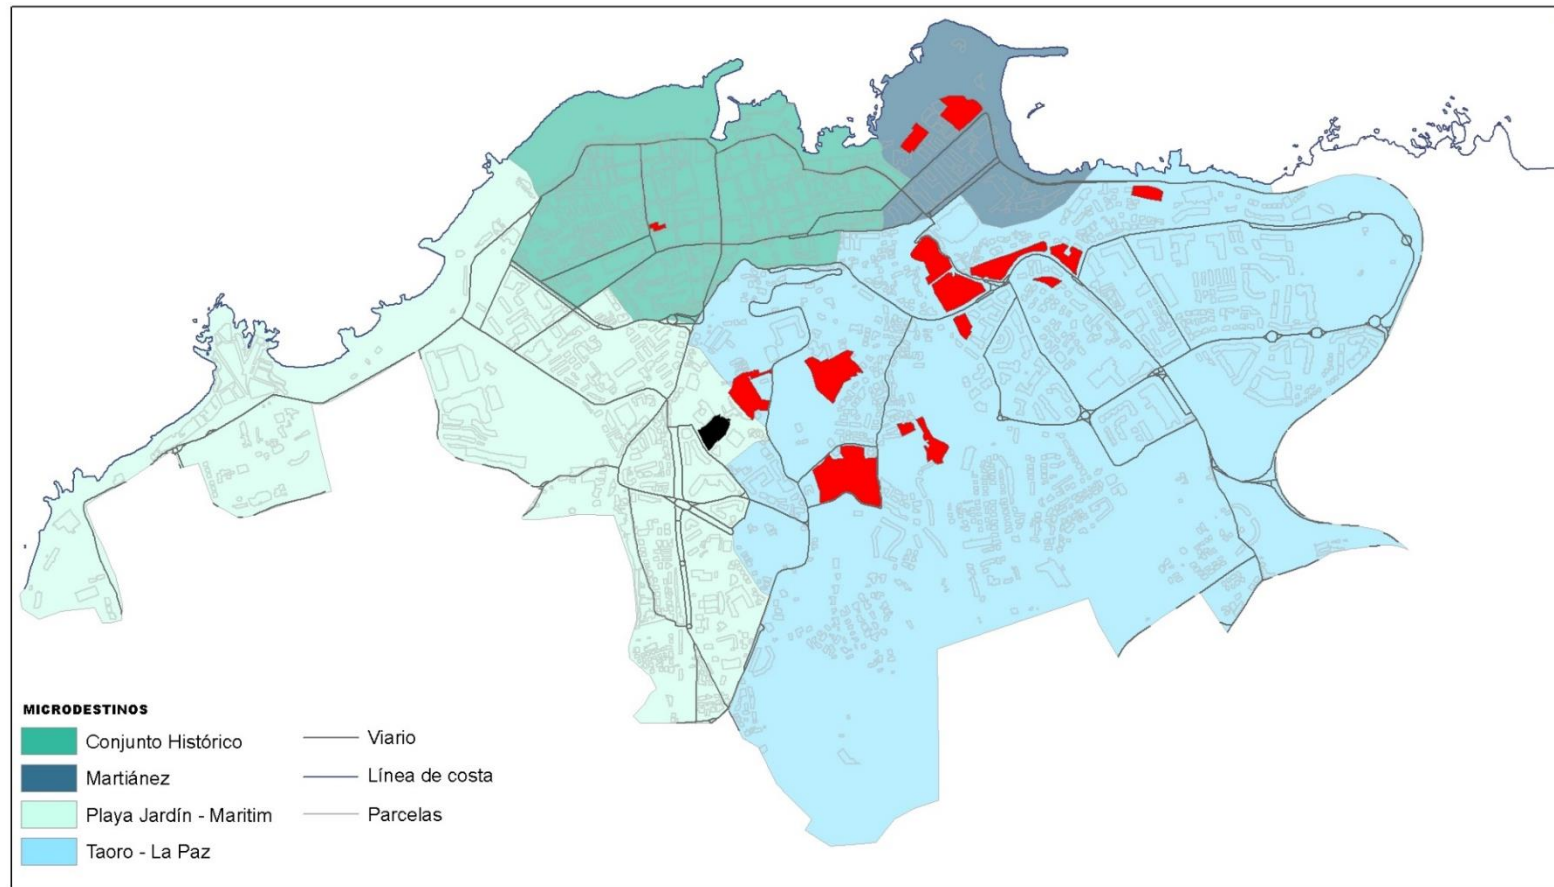 MICRODESTINOS
Conjunto Histórico
Martiánez
Playa Jardín - Maritim
Taoro - La Paz
Viario
Línea de costa
Parcelas